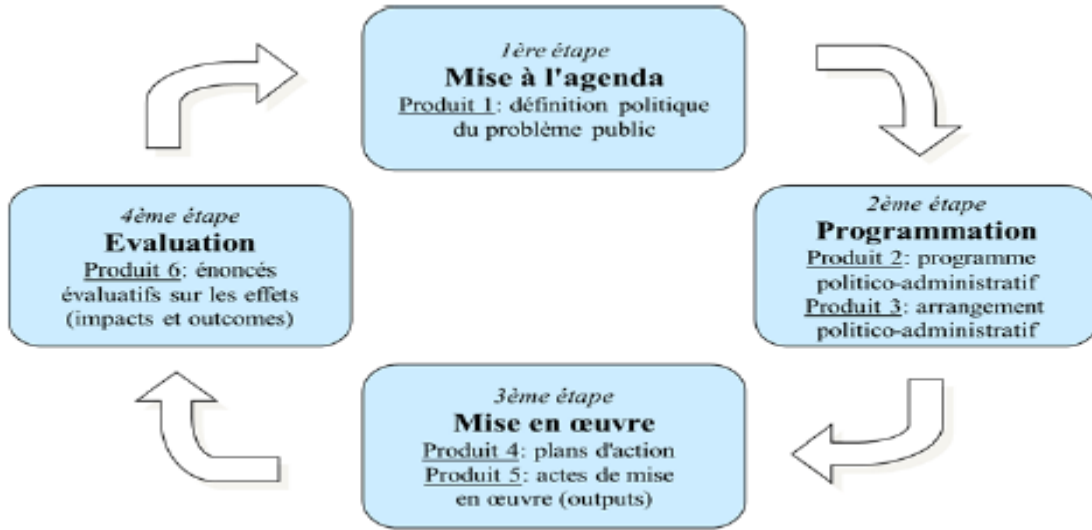 1ère étape
Mise à l'agenda
Produit 1: définition politique
du problème public
2ème étape
Programmation
Produit 2: programme
politico-administratif
Produit 3: arrangement
politico-administratif
3ème étape
Mise en œuvre
Produit 4: plans d'action
Produit 5: actes de mise
en œuvre (outputs)
4ème étape
Evaluation
Produit 6: énoncés
évaluatifs sur les effets
(impacts et outcomes)